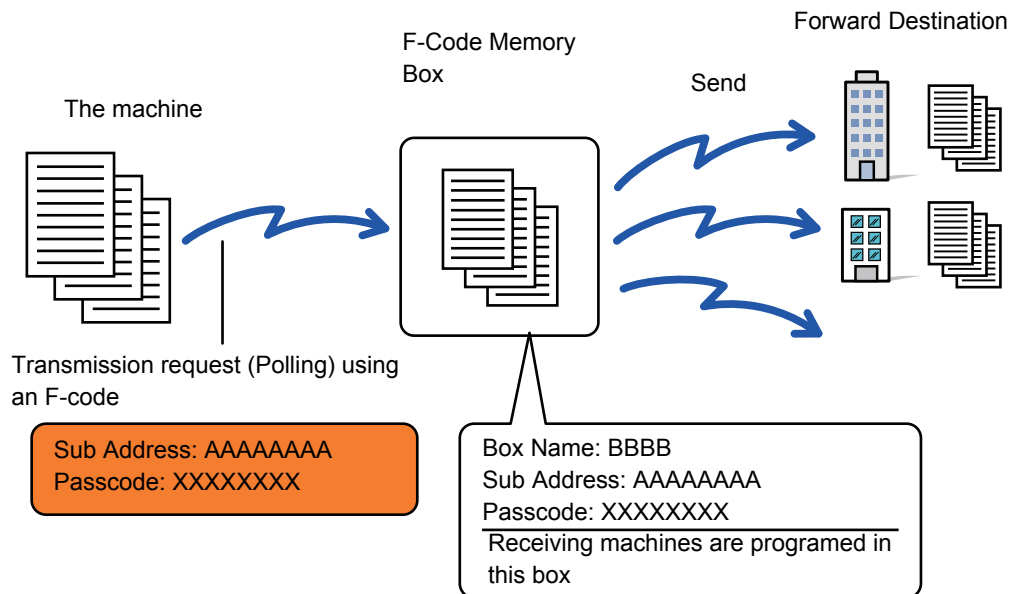 Forward Destination
F-Code Memory
Box
Send
The machine
Transmission request (Polling) using
an F-code
Sub Address: AAAAAAAA
Passcode: XXXXXXXX
Box Name: BBBB
Sub Address: AAAAAAAA
Passcode: XXXXXXXX
Receiving machines are programed in
this box